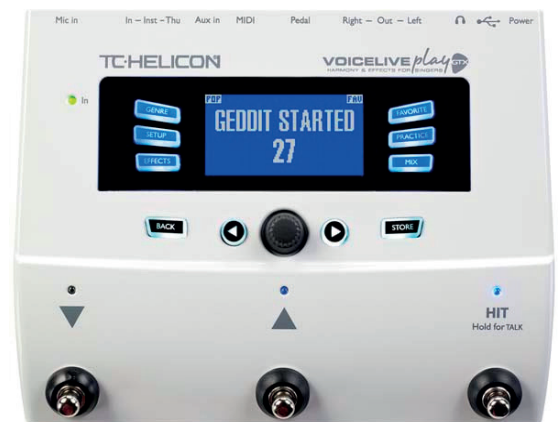 Mic in In – Inst – Thu Aux in MIDI Pedal Right – Out – Left Power
TC·HELICON VOICELIVE play GTX
HARMONY & EFFECTS FOR SINGERS
In
POP FAV
GENRE GEDDIT STARTED FAVORITE
SETUP 27 PRACTICE
EFFECTS MIX
BACK STORE
HIT
Hold for TALK